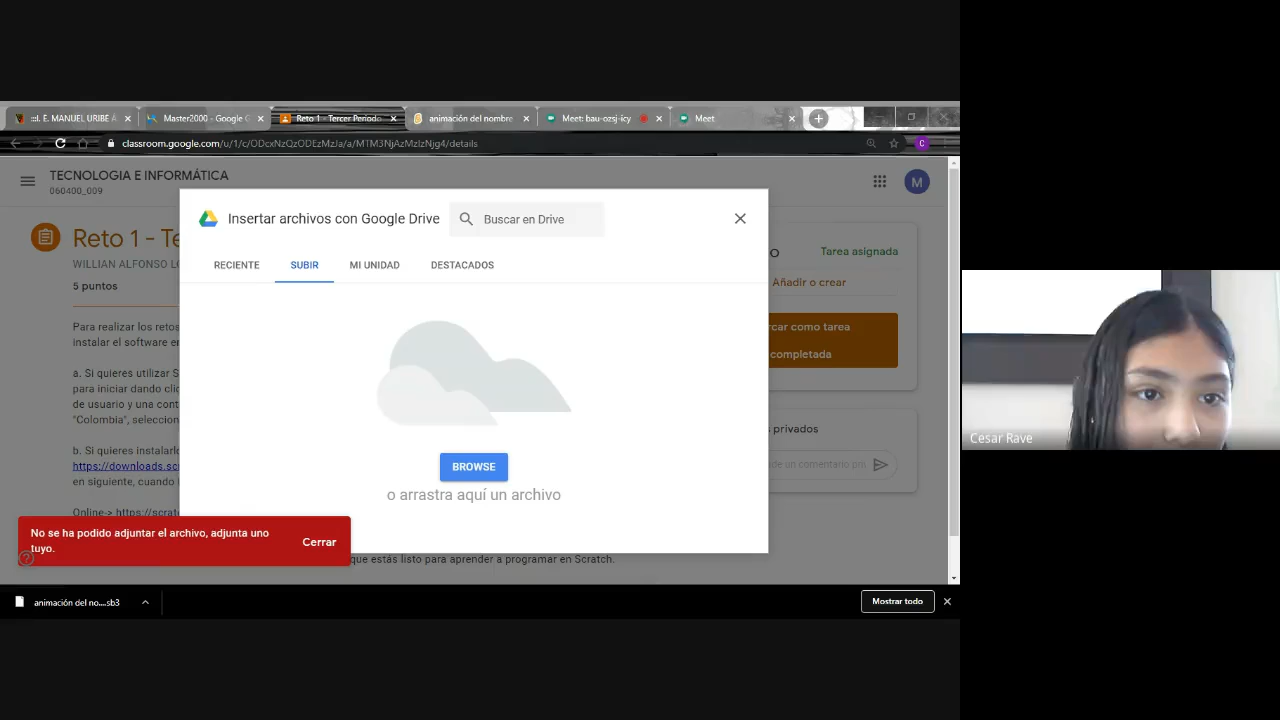 :::I. E. MANUEL URIBE Á
Master2000 - Google C
Reto 1 - Tercer Periodo
animación del nombre
Meet: bau-ozsj-icy
Meet
classroom.google.com/u/1/c/ODcxNzQzODEzMzJa/a/MTM3NjAzMzIzNjg4/details
TECNOLOGIA E INFORMÁTICA
060400_009
M
Insertar archivos con Google Drive
Buscar en Drive
RECIENTE
SUBIR
MI UNIDAD
DESTACADOS
BROWSE
o arrastra aquí un archivo
Reto 1 - Te
WILLIAN ALFONSO L
5 puntos
Para realizar los retos
instalar el software e
a. Si quieres utilizar S
para iniciar dando clic
de usuario y una cont
"Colombia", seleccion
b. Si quieres instalarlo
https://downloads.scr
en siguiente, cuando
Online-> https://scrat
que estás listo para aprender a programar en Scratch.
O
Tarea asignada
Añadir o crear
rcar como tarea
completada
s privados
de un comentario pri
No se ha podido adjuntar el archivo, adjunta uno
tuyo.
Cerrar
animación del no....sb3
Mostrar todo
Cesar Rave